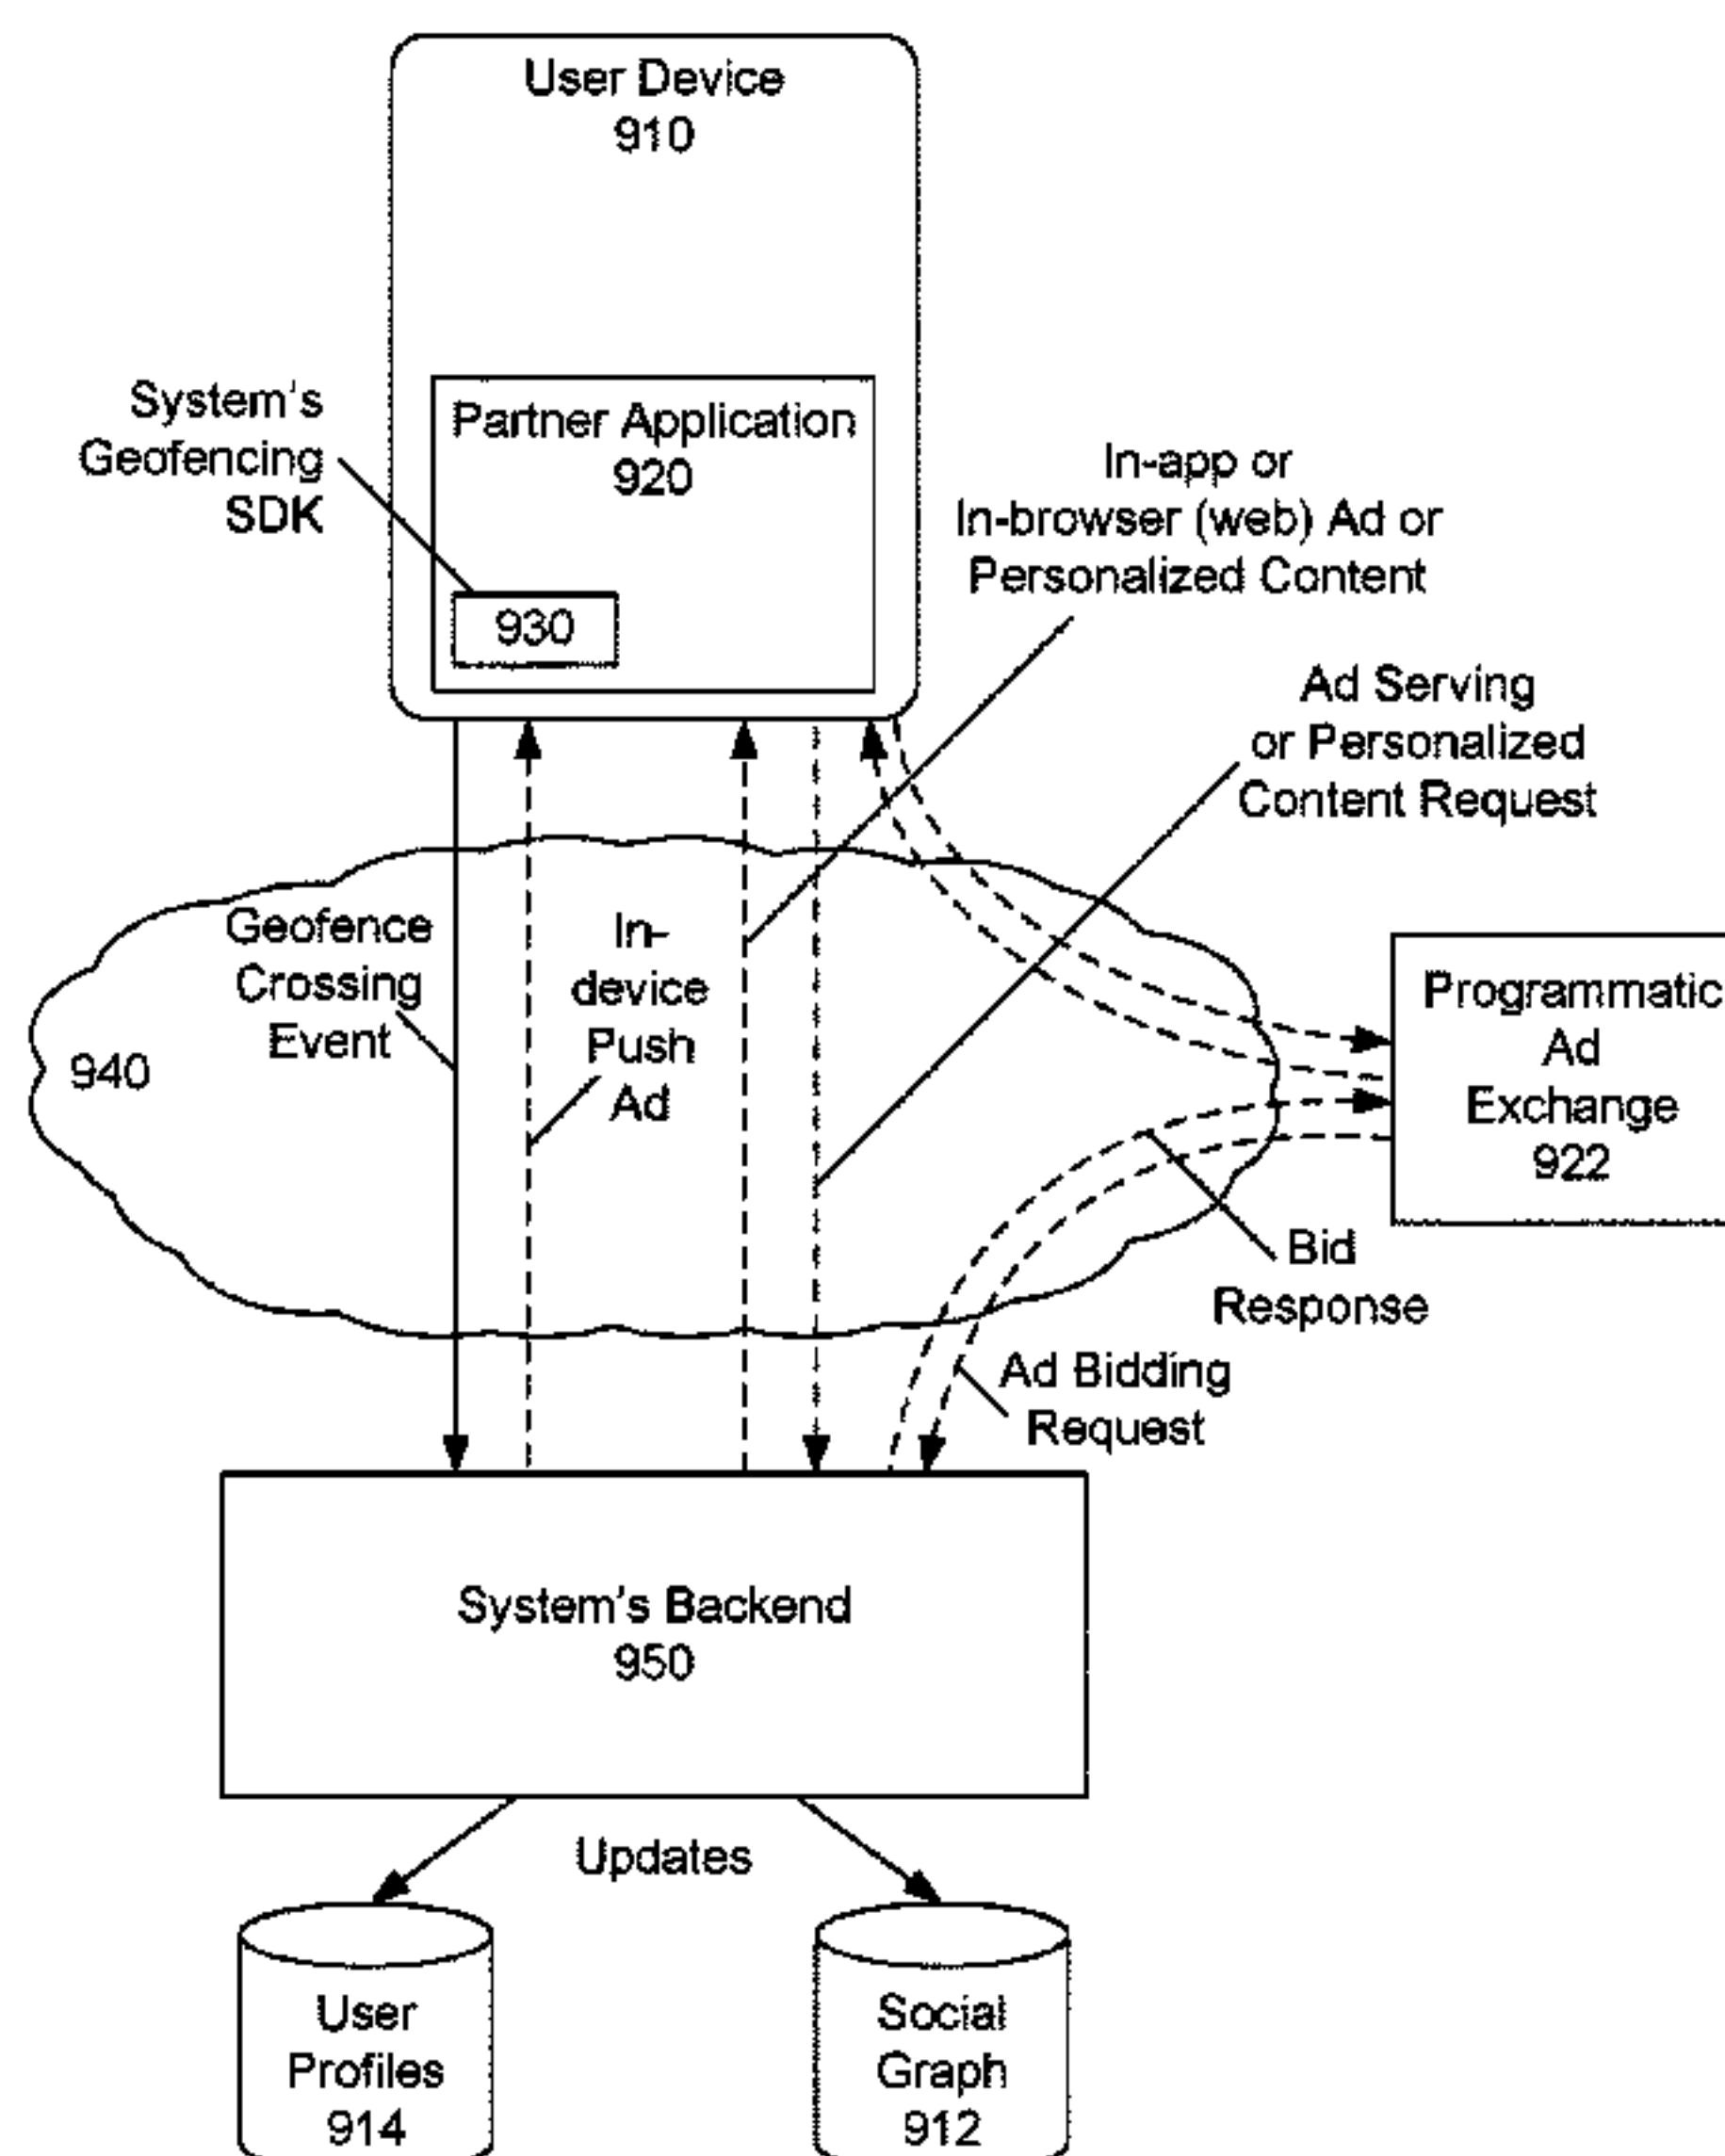 User Device
910
System's
Geofencing
SDK
Partner Application
920
930
In-app or
In-browser (web) Ad or
Personalized Content
Ad Serving
or Personalized
Content Request
Geofence
Crossing
Event
In-
device
Push
Ad
940
Programmatic
Ad
Exchange
922
Bid
Response
Ad Bidding
Request
System's Backend
950
Updates
User
Profiles
914
Social
Graph
912